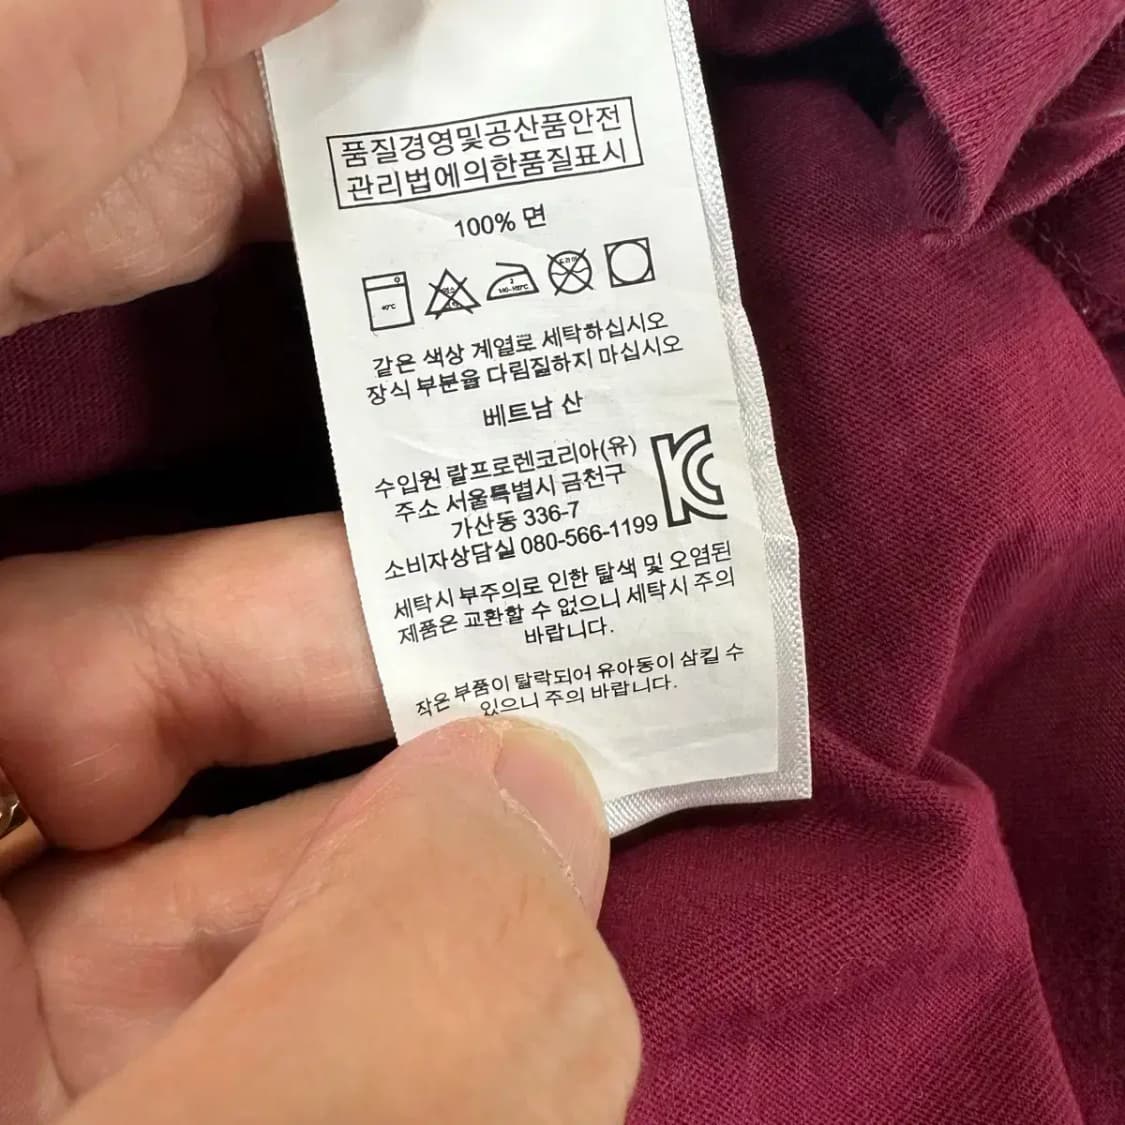 품질경영및공산품안전
관리법에의한품질표시
100% 면
40℃
같은 색상 계열로 세탁하십시오
장식 부분을 다림질하지 마십시오
베트남 산
수입원 랄프로렌코리아(유)
주소 서울특별시 금천구
가산동 336-7
소비자상담실 080-566-1199
세탁시 부주의로 인한 탈색 및 오염된
제품은 교환할 수 없으니 세탁시 주의
바랍니다.
작은 부품이 탈락되어 유아동이 삼킬 수
있으니 주의 바랍니다.